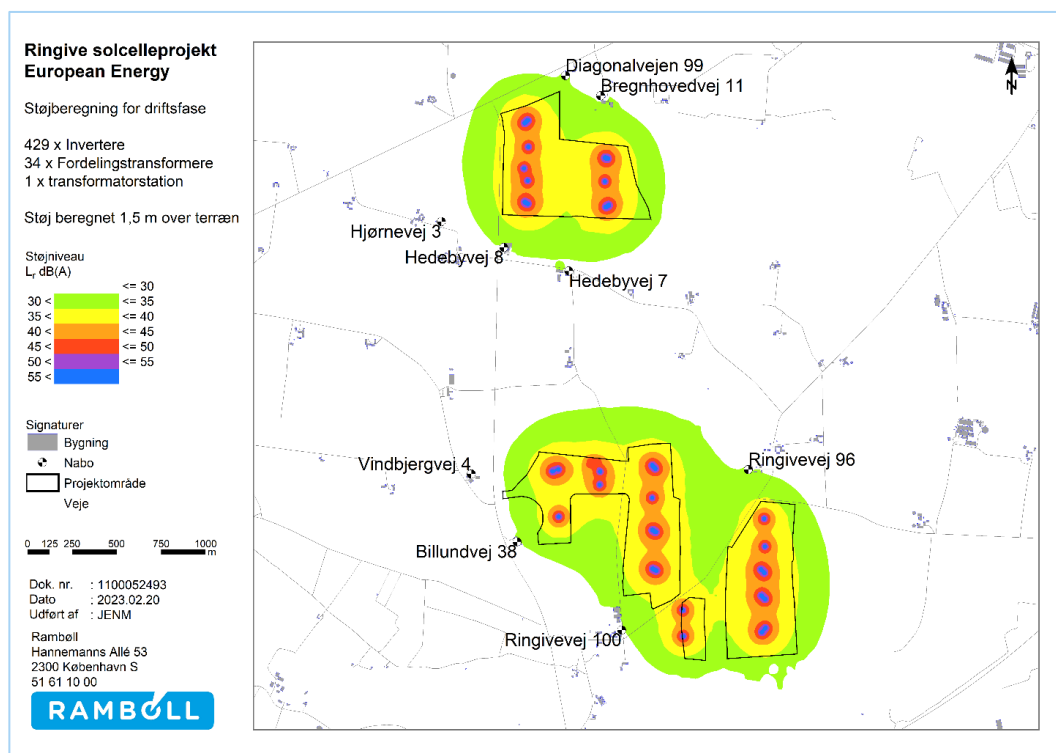 Ringive solcelleprojekt
European Energy
Støjberegning for driftsfase
429 x Invertere
34 x Fordelingstransformere
1 x transformatorstation
Støj beregnet 1,5 m over terræn
Støjniveau
Lr dB(A)
<= 30
30 < <= 35
35 < <= 40
40 < <= 45
45 < <= 50
50 < <= 55
55 <
Signaturer
Bygning
Nabo
Projektområde
Veje
0 125 250 500 750 1000
m
Dok. nr. : 1100052493
Dato : 2023.02.20
Udført af : JENM
Rambøll
Hannemanns Allé 53
2300 København S
51 61 10 00
RAMBOLL
Diagonalvejen 99
Bregnhovedvej 11
N
Hjørnevej 3
Hedebyvej 8
Hedebyvej 7
Vindbjergvej 4
Ringivevej 96
Billundvej 38
Ringivevej 100